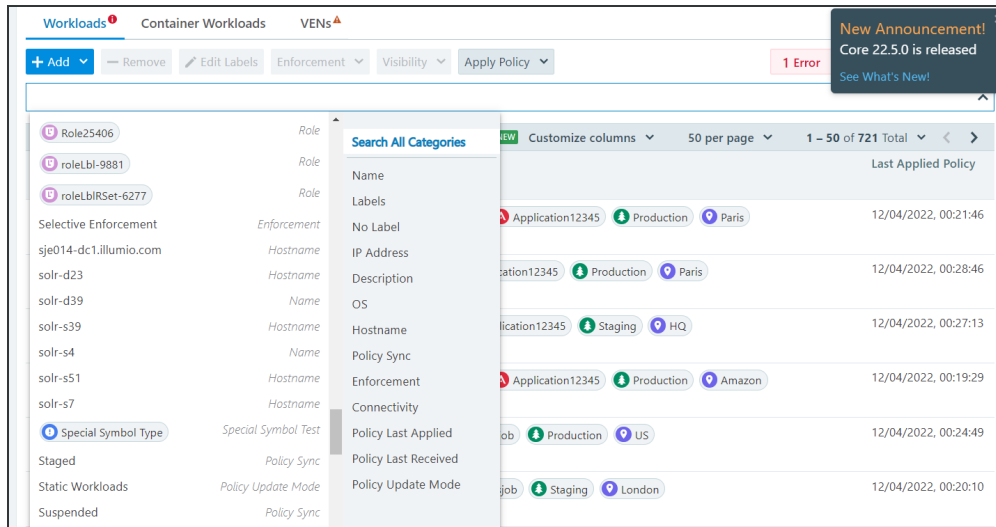 Workloads Container Workloads VENs
New Announcement!
Core 22.5.0 is released
See What's New!
+ Add — Remove Edit Labels Enforcement Visibility Apply Policy 1 Error
Role25406 Role
roleLbl-9881 Role
roleLblRSet-6277 Role
Selective Enforcement Enforcement
sje014-dc1.illumio.com Hostname
solr-d23 Hostname
solr-d39 Name
solr-s39 Hostname
solr-s4 Name
solr-s51 Hostname
solr-s7 Hostname
Special Symbol Type Special Symbol Test
Staged Policy Sync
Static Workloads Policy Update Mode
Suspended Policy Sync
Search All Categories
Name
Labels
No Label
IP Address
Description
OS
Hostname
Policy Sync
Enforcement
Connectivity
Policy Last Applied
Policy Last Received
Policy Update Mode
NEW Customize columns 50 per page 1 – 50 of 721 Total
Last Applied Policy
Application12345 Production Paris 12/04/2022, 00:21:46
cation12345 Production Paris 12/04/2022, 00:28:46
lication12345 Staging HQ 12/04/2022, 00:27:13
Application12345 Production Amazon 12/04/2022, 00:19:29
ob Production US 12/04/2022, 00:24:49
job Staging London 12/04/2022, 00:20:10